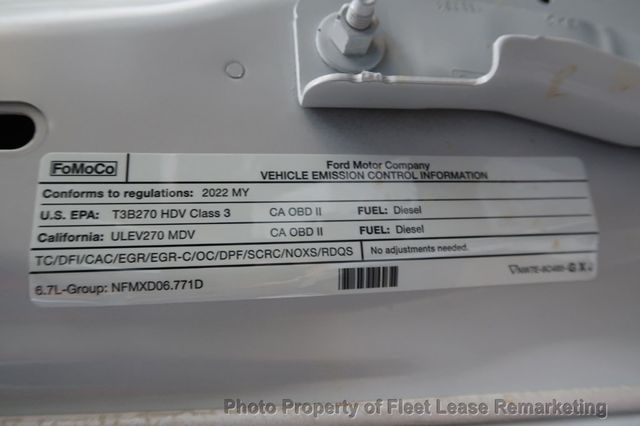 FoMoCo
Ford Motor Company
VEHICLE EMISSION CONTROL INFORMATION
Conforms to regulations: 2022 MY
U.S. EPA: T3B270 HDV Class 3 CA OBD II FUEL: Diesel
California: ULEV270 MDV CA OBD II FUEL: Diesel
TC/DFI/CAC/EGR/EGR-C/OC/DPF/SCRC/NOXS/RDQS No adjustments needed.
6.7L-Group: NFMXD06.771D
Photo Property of Fleet Lease Remarketing